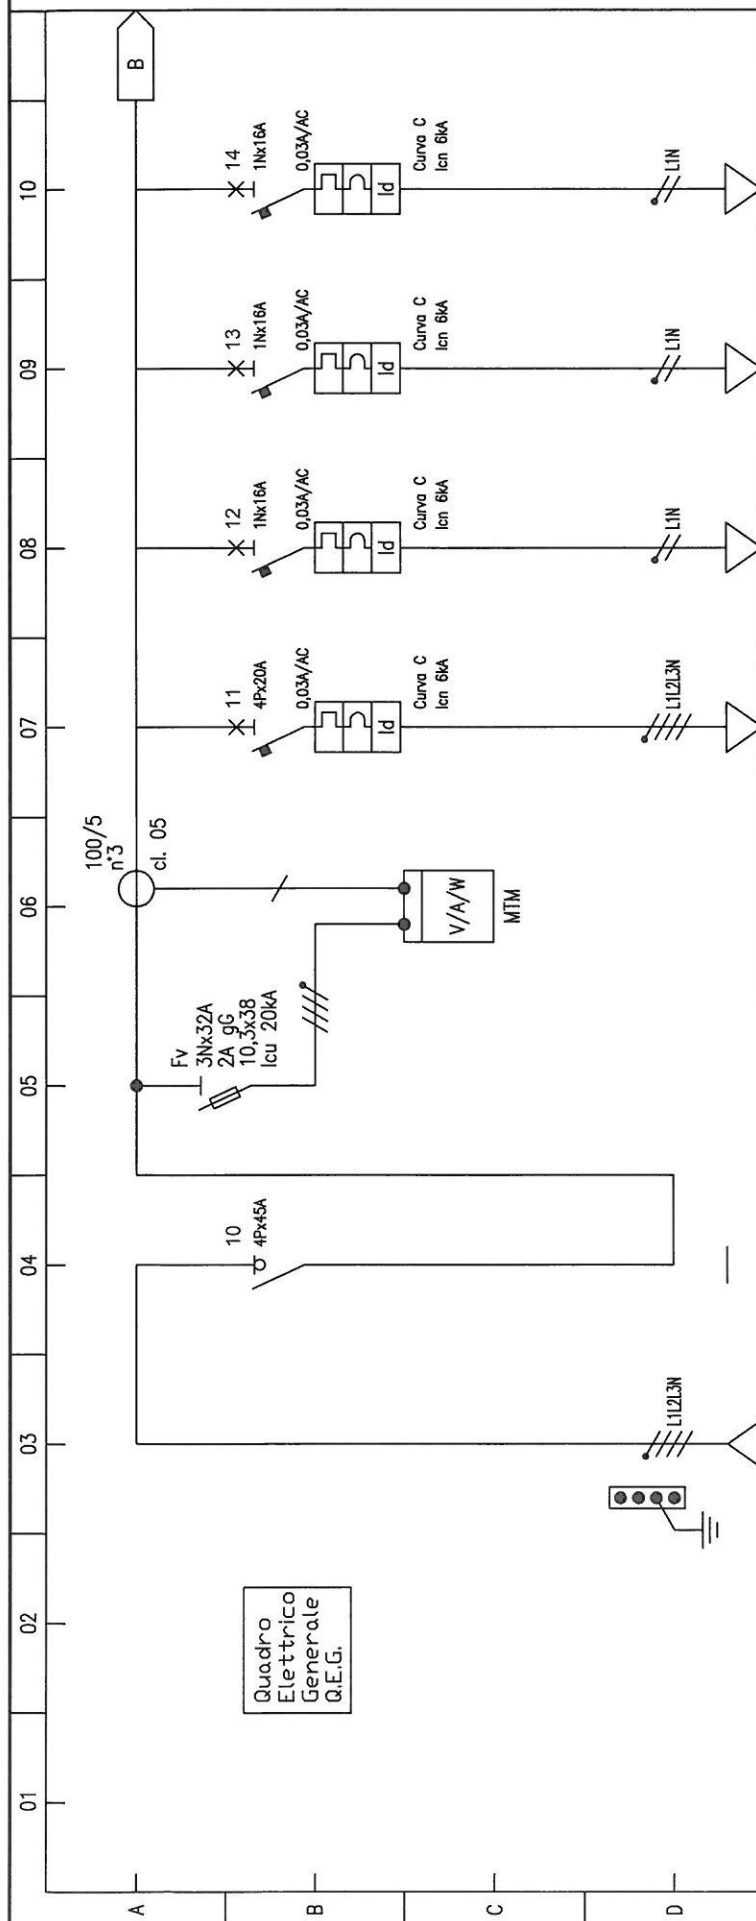 01
02
03
04
05
06
07
08
09
10
A
B
C
D
Quadro
Elettrico
Generale
Q.E.G.
L1L2L3N
10
4Px45A
Fv
3Nx32A
2A gG
10,3x38
Icu 20kA
100/5
n°3
cl. 05
V/A/W
MTM
11
4Px20A
0,03A/AC
Id
Curva C
Icn 6kA
L1L2L3N
12
1Nx16A
0,03A/AC
Id
Curva C
Icn 6kA
L1N
13
1Nx16A
0,03A/AC
Id
Curva C
Icn 6kA
L1N
14
1Nx16A
0,03A/AC
Id
Curva C
Icn 6kA
L1N
B